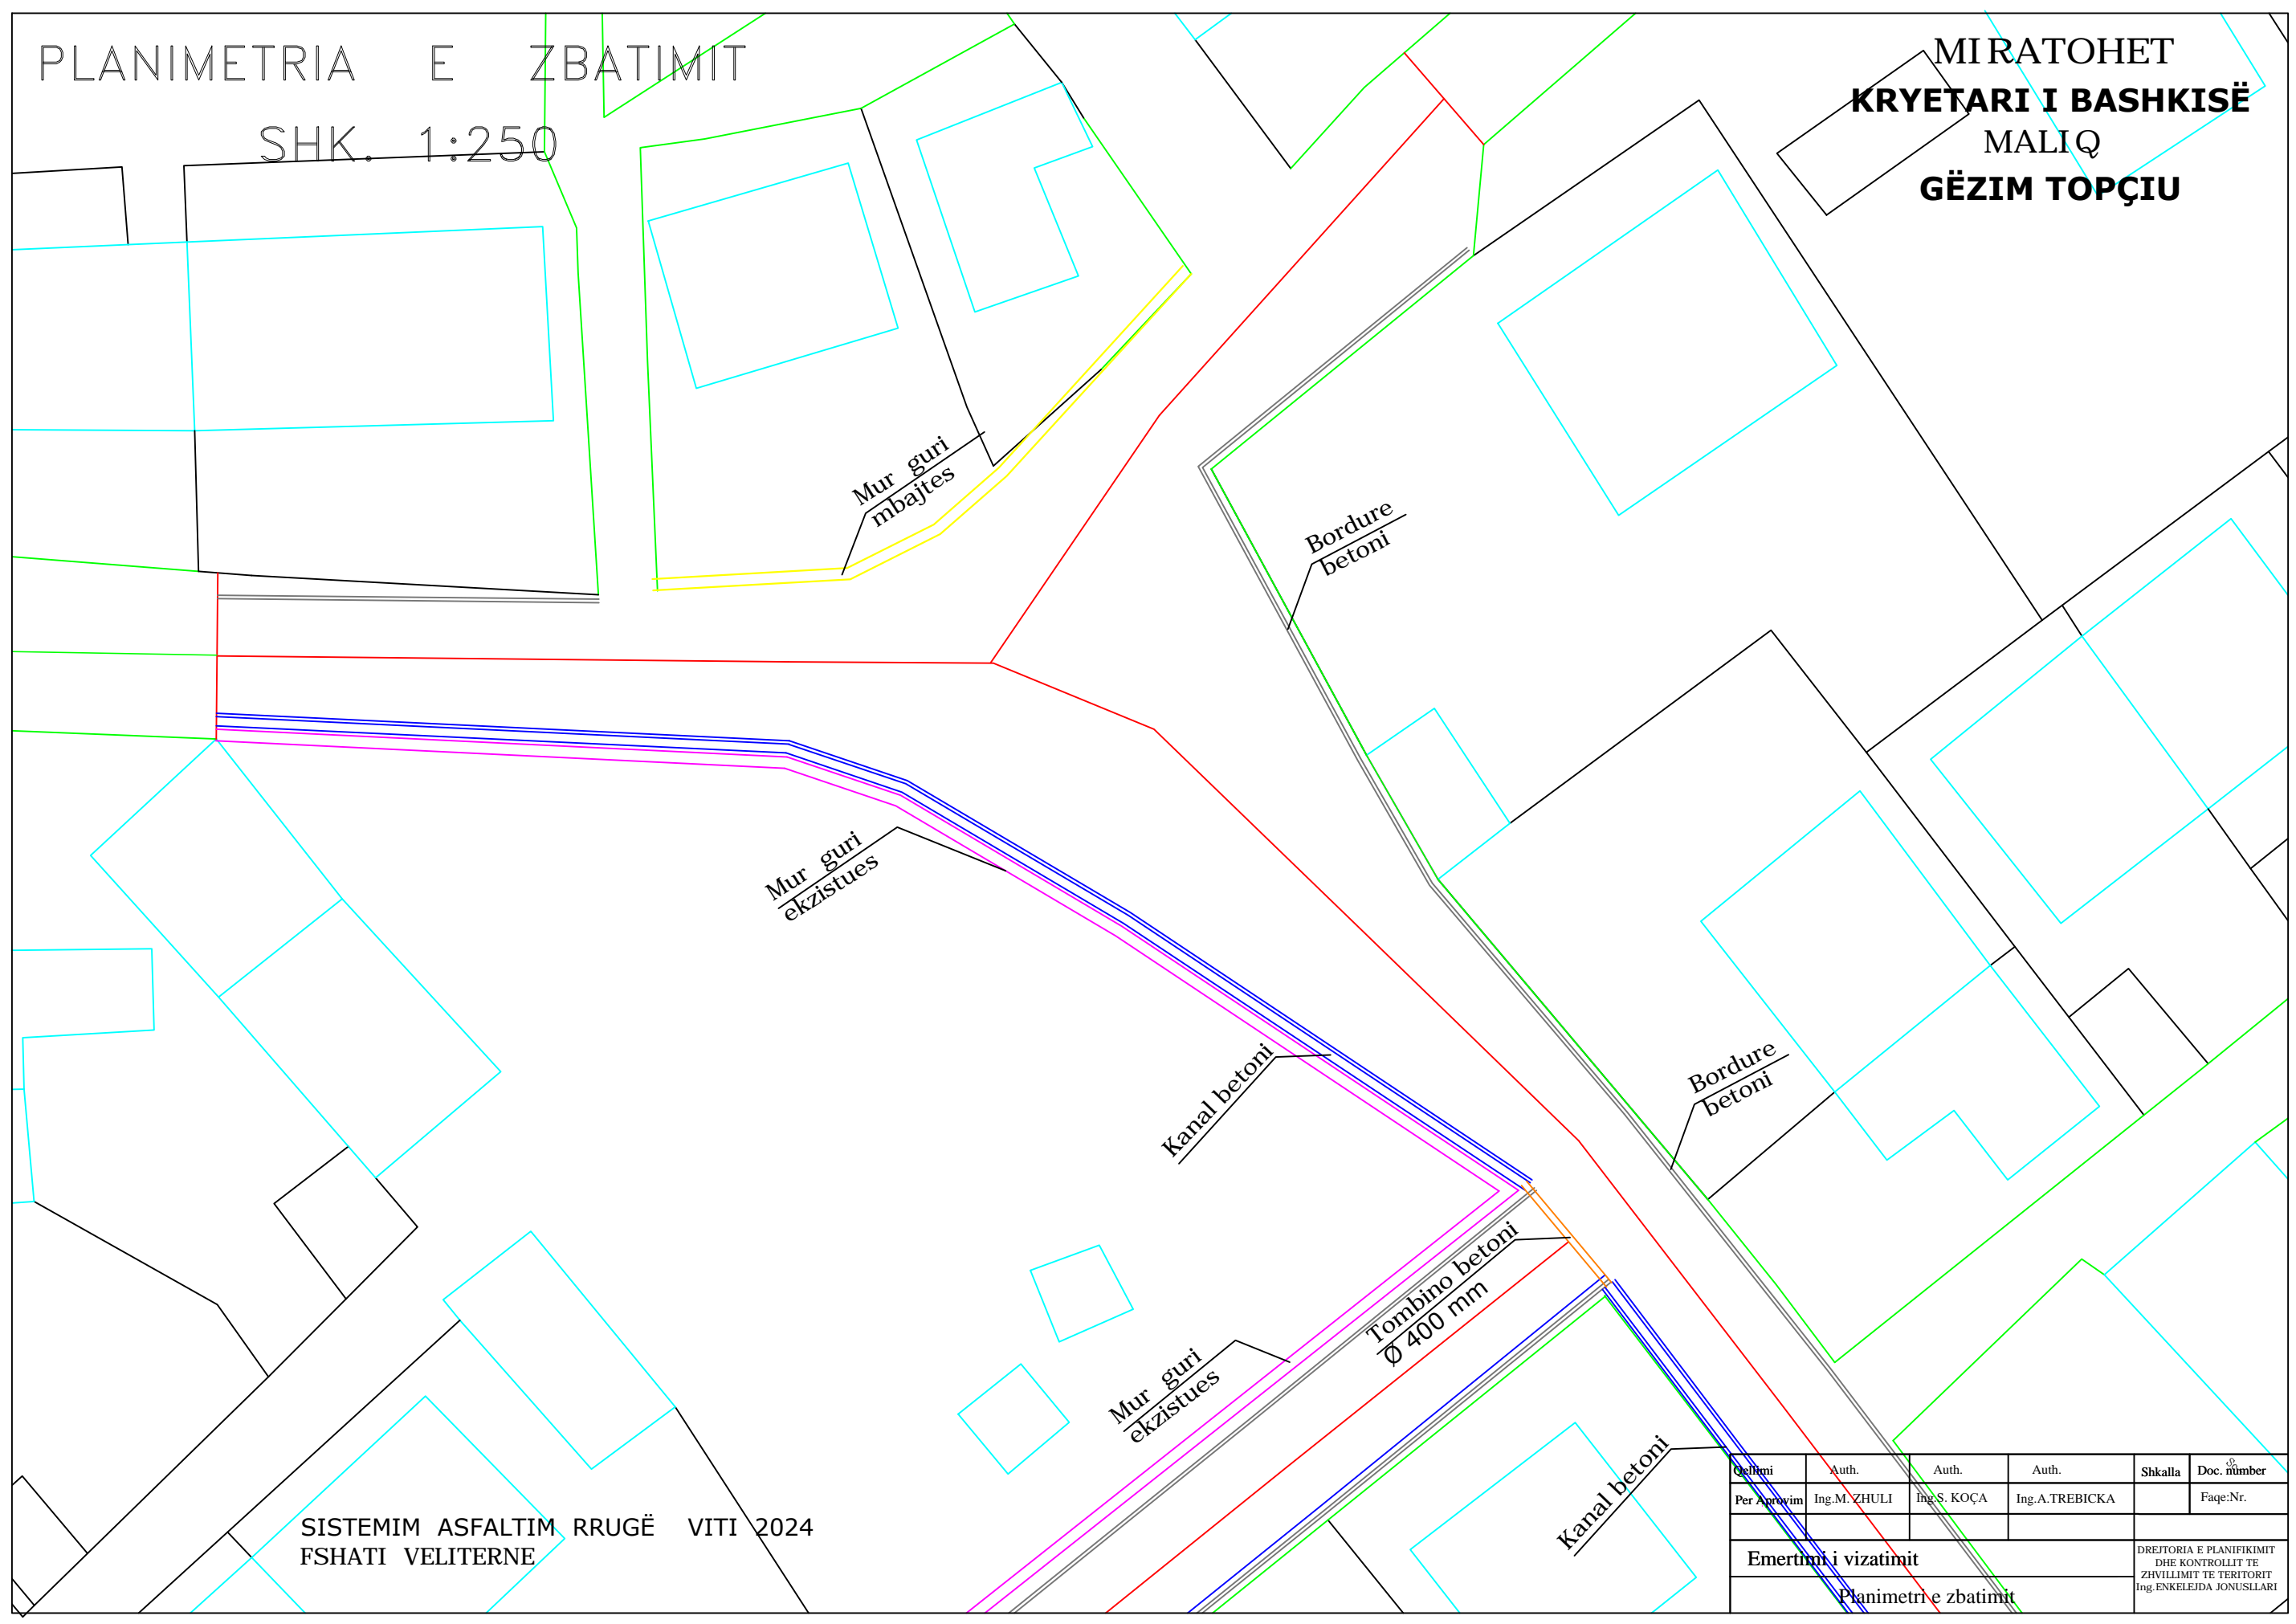 PLANIMETRIA E ZBATIMIT
SHK. 1:250
MIRATOHET
KRYETARI I BASHKISË
MALIQ
GËZIM TOPÇIU
Mur guri
mbajtes
Bordure
betoni
Mur guri
ekzistues
Kanal betoni
Bordure
betoni
Tombino betoni
Ø 400 mm
Mur guri
ekzistues
Kanal betoni
SISTEMIM ASFALTIM RRUGË VITI 2024
FSHATI VELITERNE
Qellimi Auth. Auth. Auth. Shkalla Doc. number
Per Aprovim Ing.M. ZHULI Ing.S. KOÇA Ing.A.TREBICKA Faqe:Nr.
Emertimi i vizatimit
Planimetri e zbatimit
DREJTORIA E PLANIFIKIMIT
DHE KONTROLLIT TE
ZHVILLIMIT TE TERITORIT
Ing.ENKELEJDA JONUSLLARI